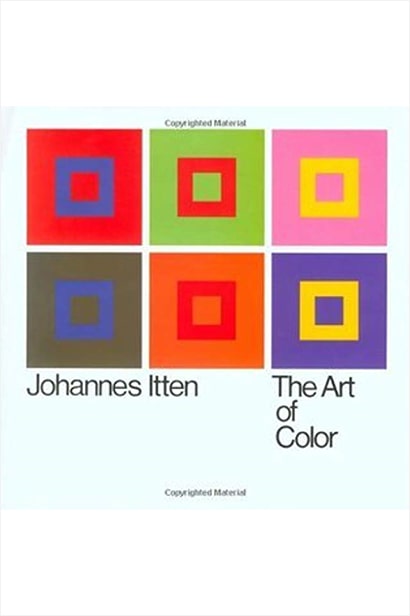 Copyrighted Material
Johannes Itten
The Art
of
Color
Copyrighted Material